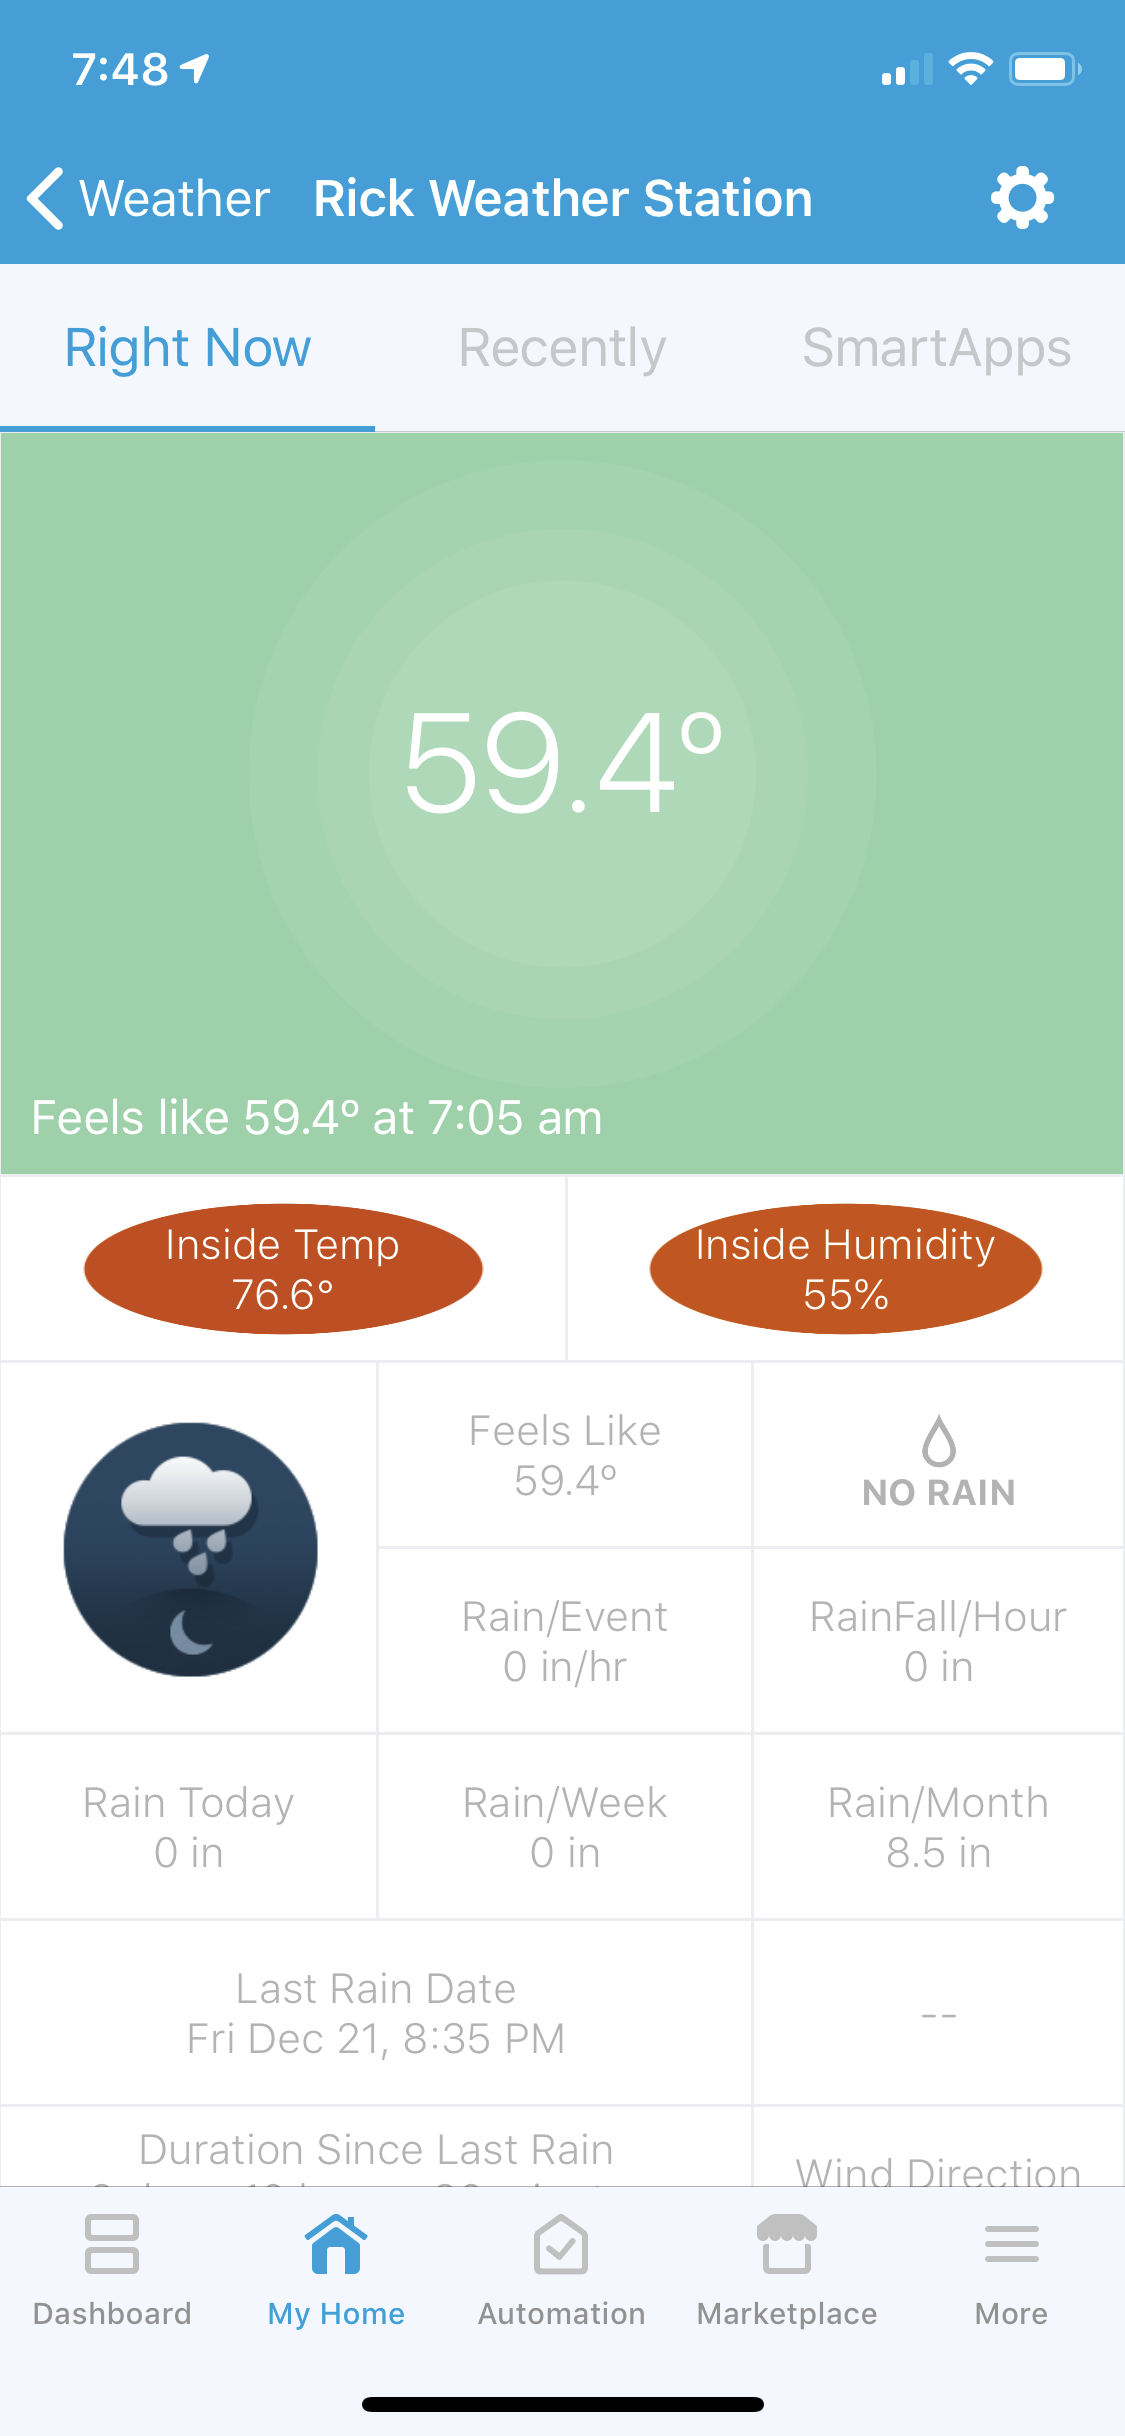 7:48
Weather Rick Weather Station
Right Now Recently SmartApps
59.4°
Feels like 59.4° at 7:05 am
Inside Temp
76.6°
Inside Humidity
55%
Feels Like
59.4°
NO RAIN
Rain/Event
0 in/hr
RainFall/Hour
0 in
Rain Today
0 in
Rain/Week
0 in
Rain/Month
8.5 in
Last Rain Date
Fri Dec 21, 8:35 PM
--
Duration Since Last Rain
Wind Direction
Dashboard My Home Automation Marketplace More